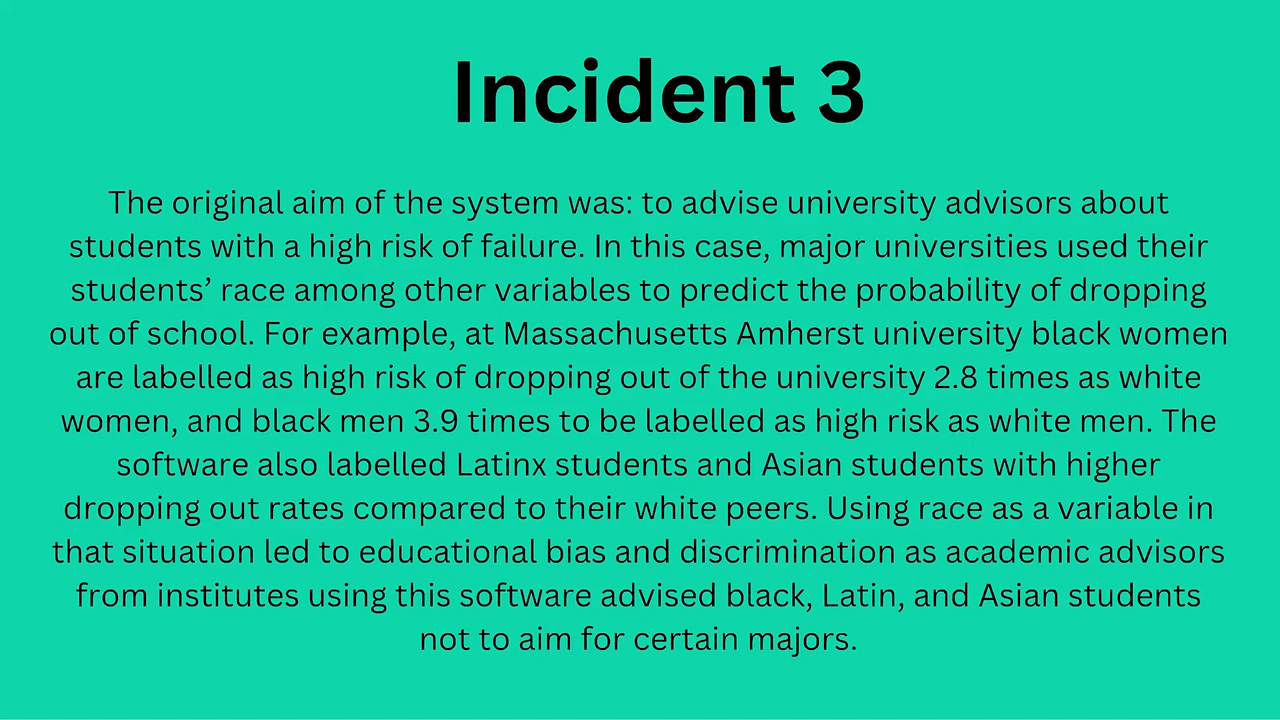 Incident 3
The original aim of the system was: to advise university advisors about
students with a high risk of failure. In this case, major universities used their
students’ race among other variables to predict the probability of dropping
out of school. For example, at Massachusetts Amherst university black women
are labelled as high risk of dropping out of the university 2.8 times as white
women, and black men 3.9 times to be labelled as high risk as white men. The
software also labelled Latinx students and Asian students with higher
dropping out rates compared to their white peers. Using race as a variable in
that situation led to educational bias and discrimination as academic advisors
from institutes using this software advised black, Latin, and Asian students
not to aim for certain majors.